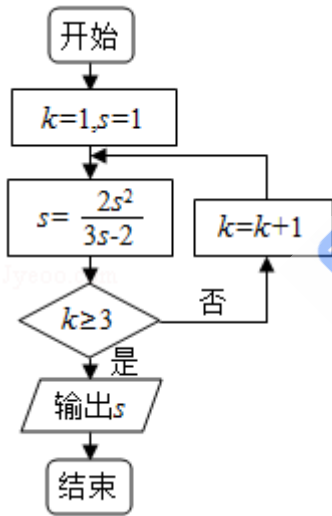 开始
k=1,s=1
s= 2s²/3s-2
k=k+1
k≥3
否
是
输出s
结束